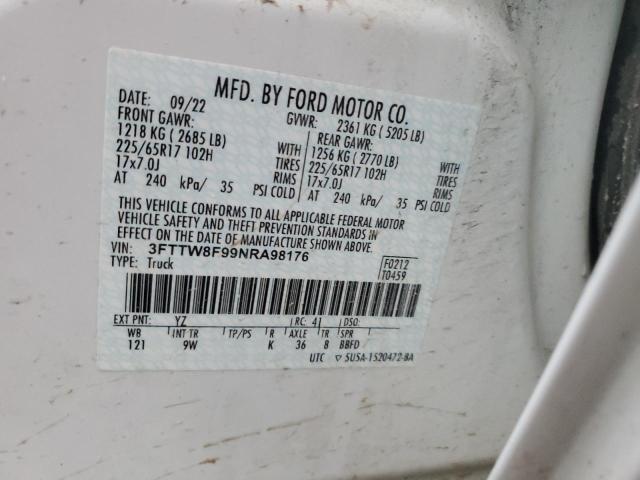 MFD. BY FORD MOTOR CO.
DATE: 09/22 GVWR: 2361 KG ( 5205 LB)
FRONT GAWR: REAR GAWR:
1218 KG ( 2685 LB) WITH 1256 KG ( 2770 LB) WITH
225/65R17 102H TIRES 225/65R17 102H TIRES
17x7.0J RIMS 17x7.0J RIMS
AT 240 kPa/ 35 PSI COLD AT 240 kPa/ 35 PSI COLD
THIS VEHICLE CONFORMS TO ALL APPLICABLE FEDERAL MOTOR
VEHICLE SAFETY AND THEFT PREVENTION STANDARDS IN
EFFECT ON THE DATE OF MANUFACTURE SHOWN ABOVE.
VIN: 3FTTW8F99NRA98176 F0212
TYPE: Truck T0459
EXT PNT: YZ RC: 41 DSO:
WB INT TR TP/PS R AXLE TR SPR
121 9W K 36 8 BBFD
UTC ▽ 5U5A-1520472-BA